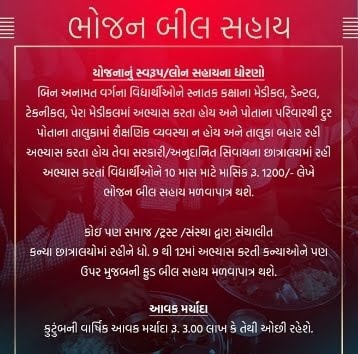 ભોજન બીલ સહાય
યોજનાનું સ્વરૂપ/લોન સહાયના ધોરણો
બિન અનામત વર્ગના વિદ્યાર્થીઓને સ્નાતક કક્ષાના મેડીકલ, ડેન્ટલ,
ટેકનીકલ, પેરા મેડીકલમાં અભ્યાસ કરતા હોય અને પોતાના પરિવારથી દુર
પોતાના તાલુકામાં શૈક્ષણિક વ્યવસ્થા ન હોય અને તાલુકા બહાર રહી
અભ્યાસ કરતા હોય તેવા સરકારી/અનુદાનિત સિવાયના છાત્રાલયમાં રહી
અભ્યાસ કરતાં વિદ્યાર્થીઓને 10 માસ માટે માસિક રૂ. 1200/- લેખે
ભોજન બીલ સહાય મળવાપાત્ર થશે.
કોઇ પણ સમાજ /ટ્રસ્ટ /સંસ્થા દ્વારા સંચાલીત
કન્યા છાત્રાલયોમાં રહીને ધો. 9 થી 12માં અભ્યાસ કરતી કન્યાઓને પણ
ઉપર મુજબની ફુડ બીલ સહાય મળવાપાત્ર થશે.
આવક મર્યાદા
કુટુંબની વાર્ષિક આવક મર્યાદા રૂ. 3.00 લાખ કે તેથી ઓછી રહેશે.